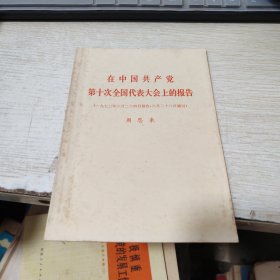 在中国共产党
第十次全国代表大会上的报告
(一九七三年八月二十四日报告,八月二十八日通过)
周恩来